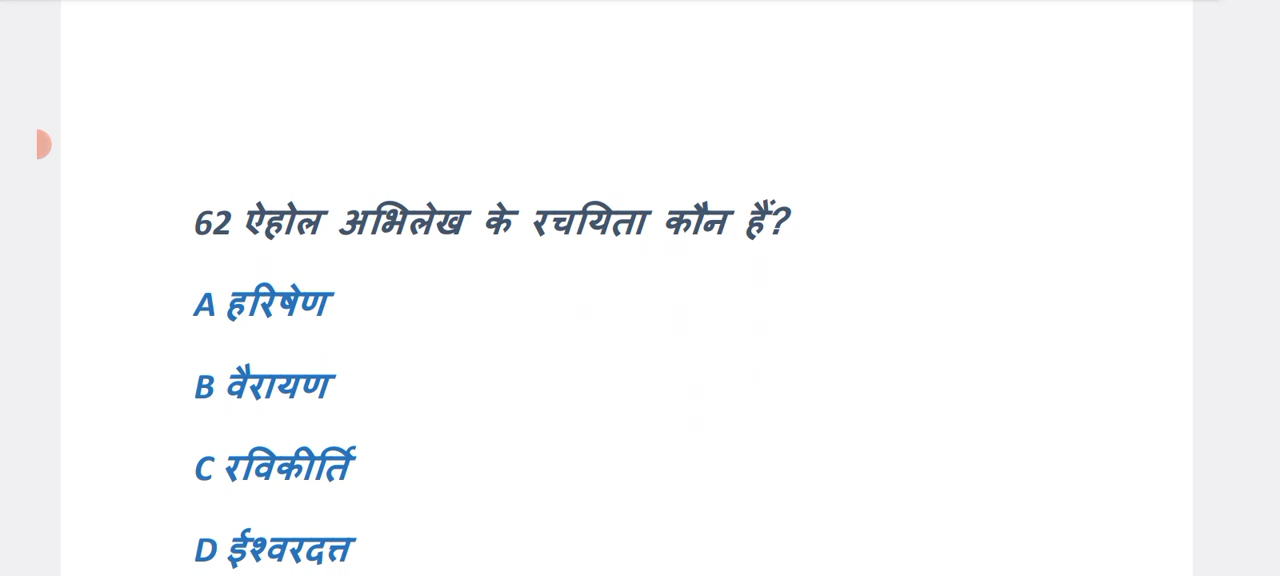 62 ऐहोल अभिलेख के रचयिता कौन हैं?
A हरिषेण
B वैरायण
C रविकीर्ति
D ईश्वरदत्त